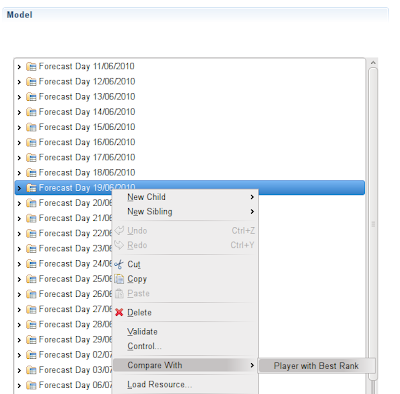 Model
Forecast Day 11/06/2010
Forecast Day 12/06/2010
Forecast Day 13/06/2010
Forecast Day 14/06/2010
Forecast Day 15/06/2010
Forecast Day 16/06/2010
Forecast Day 17/06/2010
Forecast Day 18/06/2010
Forecast Day 19/06/2010
New Child
Forecast Day 20/06
New Sibling
Forecast Day 21/06
Forecast Day 22/06
Undo Ctrl+Z
Forecast Day 23/06
Redo Ctrl+Y
Forecast Day 24/06
Cut
Forecast Day 25/06
Copy
Forecast Day 26/06
Paste
Forecast Day 27/06
Delete
Forecast Day 28/06
Validate
Forecast Day 29/06
Control...
Forecast Day 02/07
Forecast Day 03/07
Compare With
Player with Best Rank
Forecast Day 06/07
Load Resource...